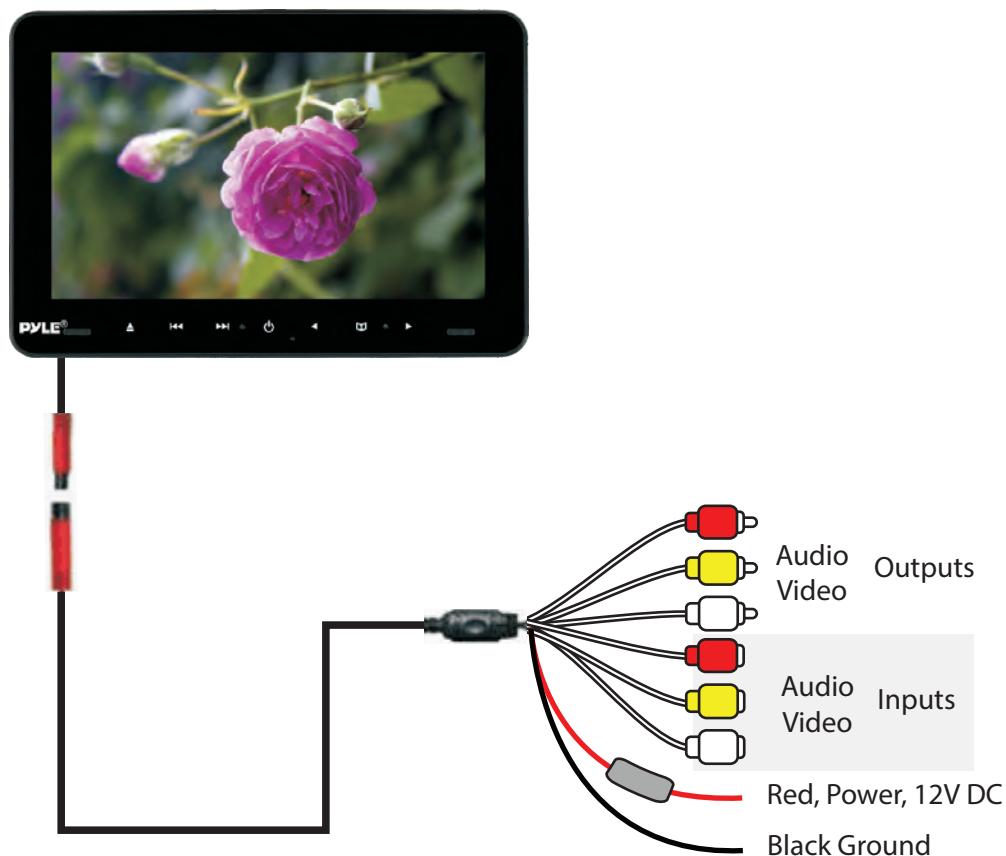 PYLE®
Audio
Video
Outputs
Audio
Video
Inputs
Red, Power, 12V DC
Black Ground